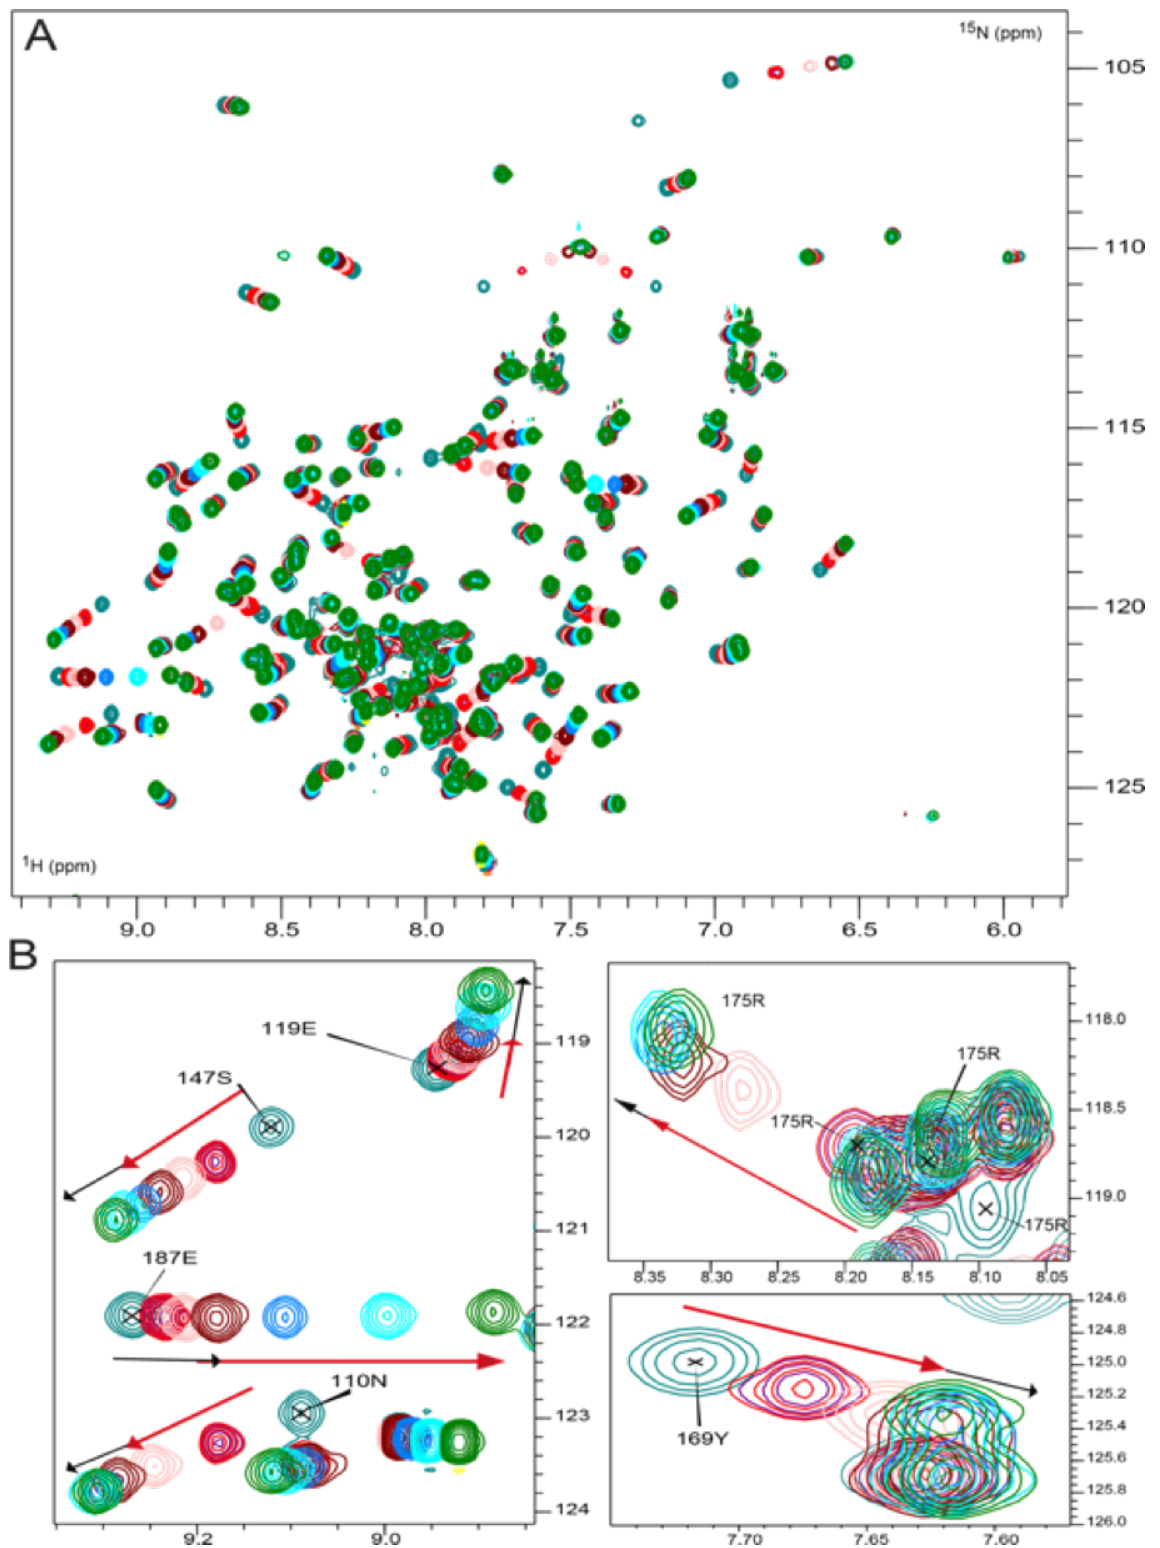 A
¹⁵N (ppm)
105
110
115
120
125
¹H (ppm)
9.0 8.5 8.0 7.5 7.0 6.5 6.0
B
119E
147S
187E
110N
119
120
121
122
123
124
9.2 9.0
175R
175R
175R
175R
118.0
118.5
119.0
8.35 8.30 8.25 8.20 8.15 8.10 8.05
169Y
124.6
124.8
125.0
125.2
125.4
125.6
125.8
126.0
7.70 7.65 7.60